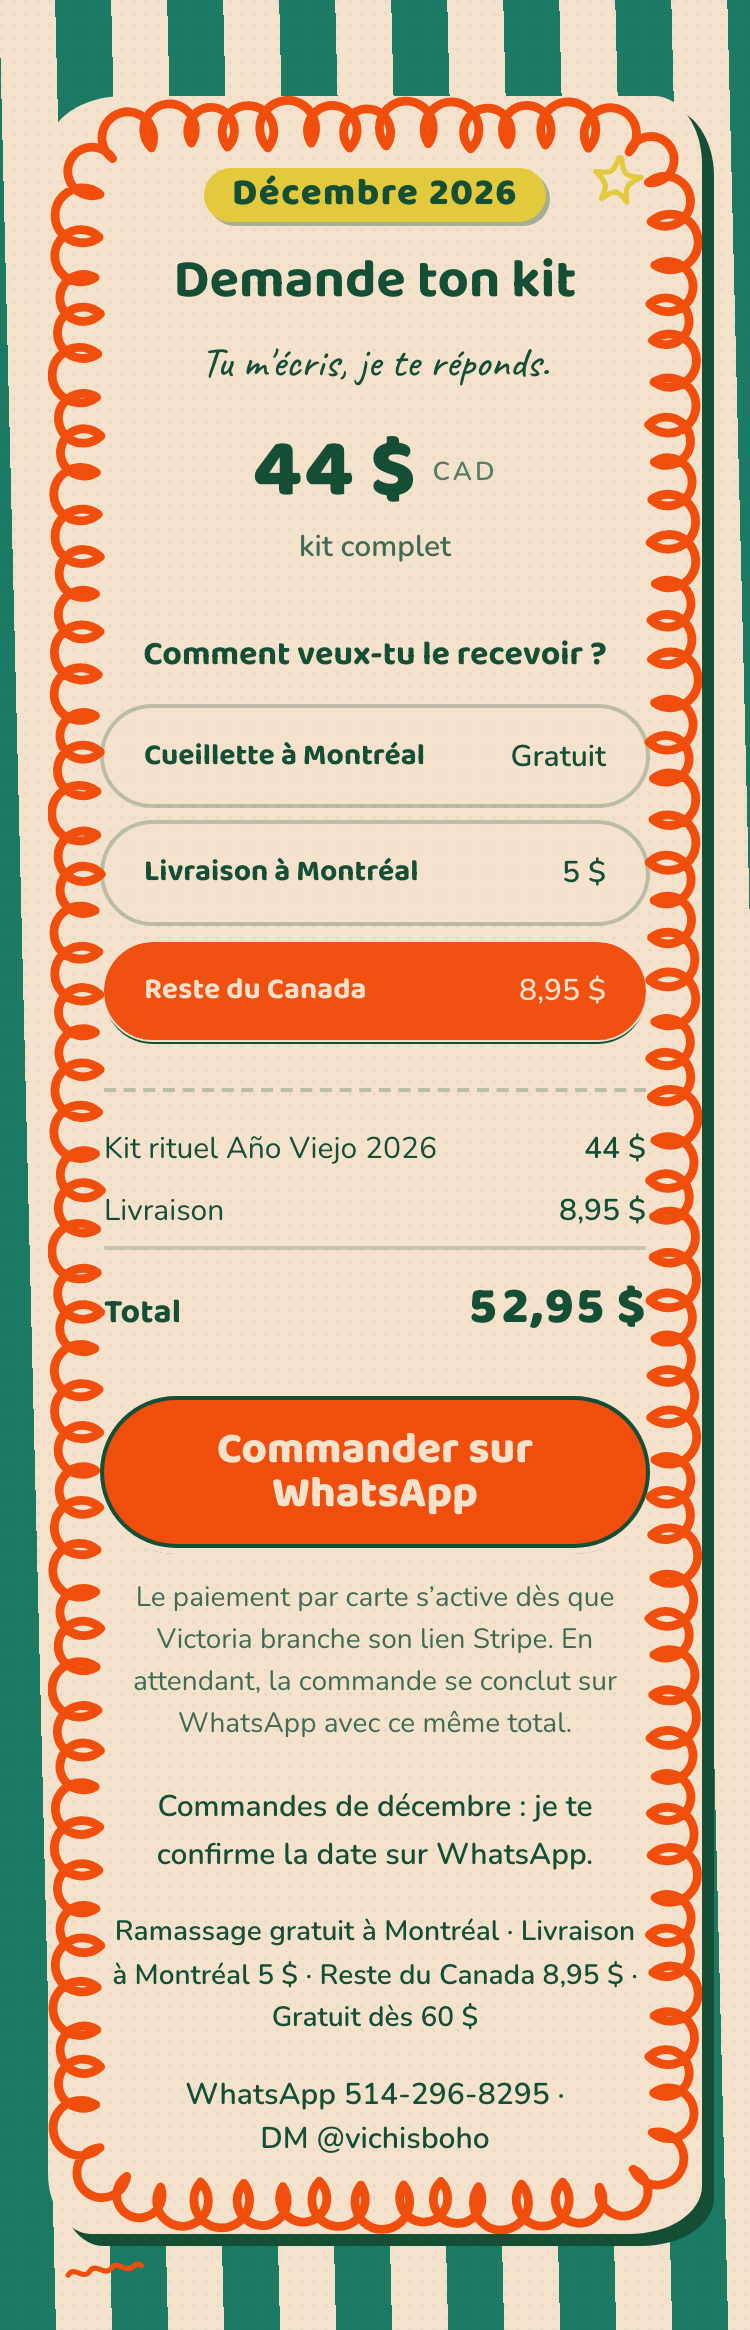 Décembre 2026
Demande ton kit
Tu m'écris, je te réponds.
44 $ CAD
kit complet
Comment veux-tu le recevoir ?
Cueillette à Montréal Gratuit
Livraison à Montréal 5 $
Reste du Canada 8,95 $
Kit rituel Año Viejo 2026 44 $
Livraison 8,95 $
Total 52,95 $
Commander sur
WhatsApp
Le paiement par carte s’active dès que
Victoria branche son lien Stripe. En
attendant, la commande se conclut sur
WhatsApp avec ce même total.
Commandes de décembre : je te
confirme la date sur WhatsApp.
Ramassage gratuit à Montréal · Livraison
à Montréal 5 $ · Reste du Canada 8,95 $ ·
Gratuit dès 60 $
WhatsApp 514-296-8295 ·
DM @vichisboho